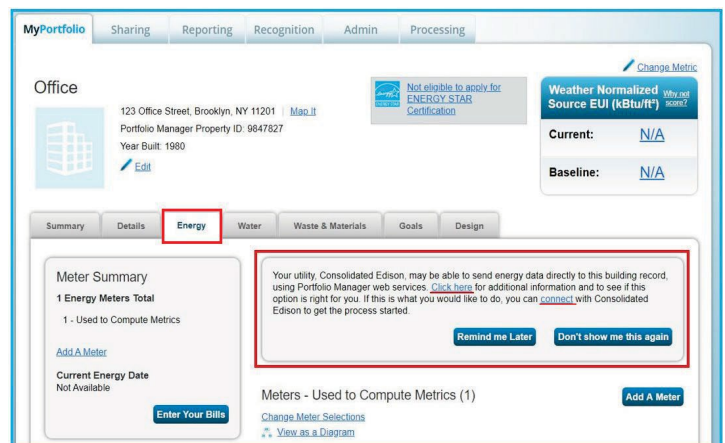 MyPortfolio Sharing Reporting Recognition Admin Processing
Change Metric
Office
123 Office Street, Brooklyn, NY 11201 | Map It
Portfolio Manager Property ID: 9847827
Year Built: 1980
Edit
Not eligible to apply for
ENERGY STAR
Certification
Weather Normalized Why not
Source EUI (kBtu/ft²) score?
Current: N/A
Baseline: N/A
Summary Details Energy Water Waste & Materials Goals Design
Meter Summary
1 Energy Meters Total
1 - Used to Compute Metrics
Add A Meter
Current Energy Date
Not Available
Enter Your Bills
Your utility, Consolidated Edison, may be able to send energy data directly to this building record,
using Portfolio Manager web services. Click here for additional information and to see if this
option is right for you. If this is what you would like to do, you can connect with Consolidated
Edison to get the process started.
Remind me Later Don't show me this again
Meters - Used to Compute Metrics (1)
Add A Meter
Change Meter Selections
View as a Diagram